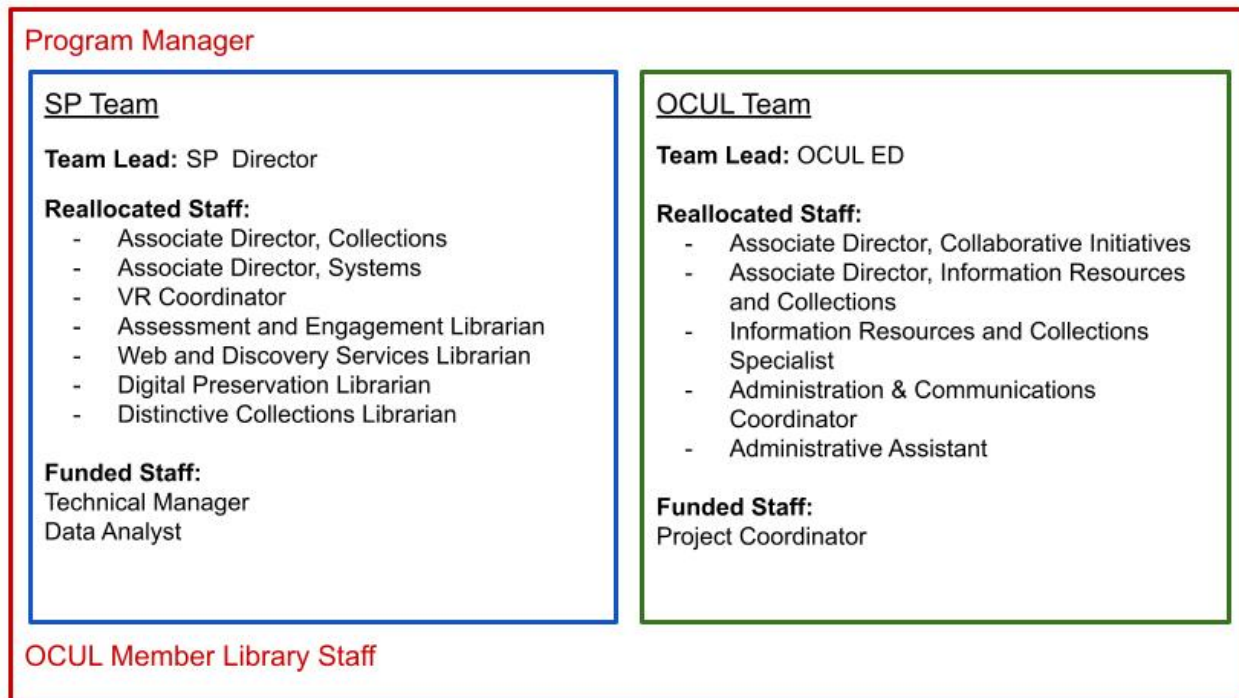 Program Manager
SP Team
Team Lead: SP Director
Reallocated Staff:
- Associate Director, Collections
- Associate Director, Systems
- VR Coordinator
- Assessment and Engagement Librarian
- Web and Discovery Services Librarian
- Digital Preservation Librarian
- Distinctive Collections Librarian
Funded Staff:
Technical Manager
Data Analyst
OCUL Team
Team Lead: OCUL ED
Reallocated Staff:
- Associate Director, Collaborative Initiatives
- Associate Director, Information Resources
and Collections
- Information Resources and Collections
Specialist
- Administration & Communications
Coordinator
- Administrative Assistant
Funded Staff:
Project Coordinator
OCUL Member Library Staff